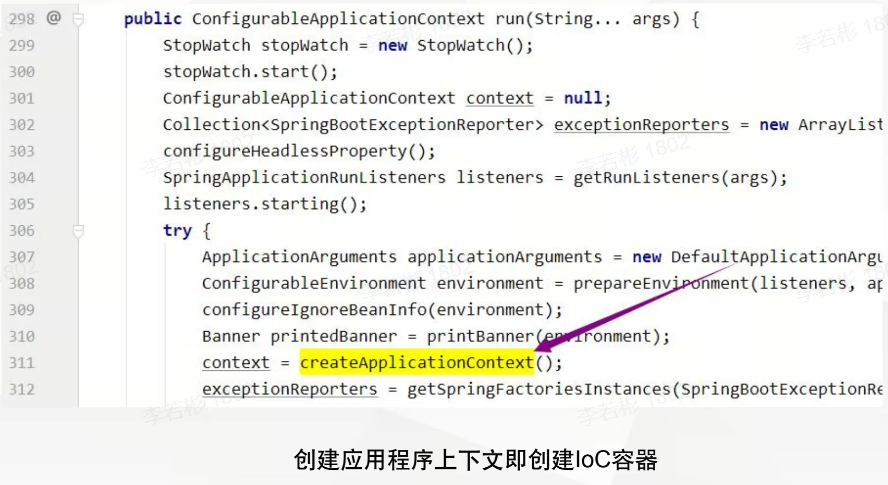 298 @ public ConfigurableApplicationContext run(String... args) {
299 StopWatch stopWatch = new StopWatch();
300 stopWatch.start();
301 ConfigurableApplicationContext context = null;
302 Collection<SpringBootExceptionReporter> exceptionReporters = new ArrayList
303 configureHeadlessProperty();
304 SpringApplicationRunListeners listeners = getRunListeners(args);
305 listeners.starting();
306 try {
307 ApplicationArguments applicationArguments = new DefaultApplicationArgu
308 ConfigurableEnvironment environment = prepareEnvironment(listeners, ap
309 configureIgnoreBeanInfo(environment);
310 Banner printedBanner = printBanner(environment);
311 context = createApplicationContext();
312 exceptionReporters = getSpringFactoriesInstances(SpringBootExceptionRe
创建应用程序上下文即创建IoC容器
李若彬 1802